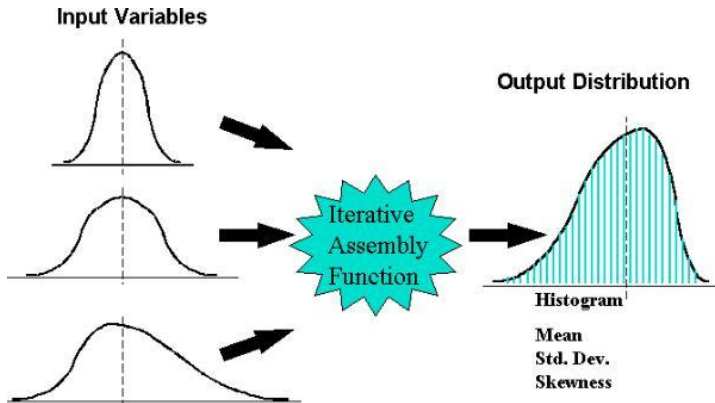 Input Variables
Output Distribution
Iterative
Assembly
Function
Histogram
Mean
Std. Dev.
Skewness